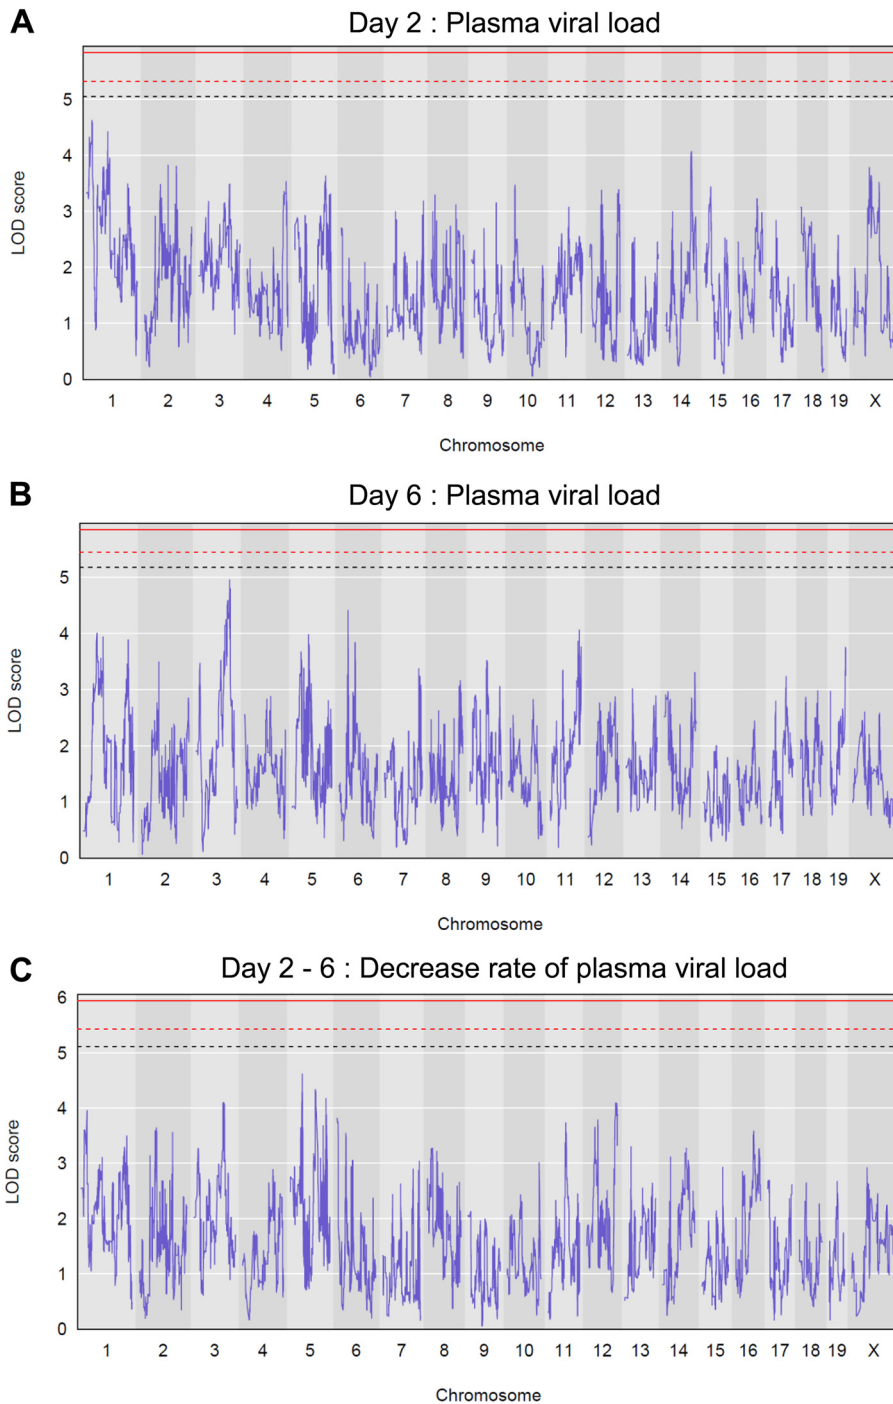 A
Day 2 : Plasma viral load
LOD score
5
4
3
2
1
0
1 2 3 4 5 6 7 8 9 10 11 12 13 14 15 16 17 18 19 X
Chromosome
B
Day 6 : Plasma viral load
LOD score
5
4
3
2
1
0
1 2 3 4 5 6 7 8 9 10 11 12 13 14 15 16 17 18 19 X
Chromosome
C
Day 2 - 6 : Decrease rate of plasma viral load
LOD score
6
5
4
3
2
1
0
1 2 3 4 5 6 7 8 9 10 11 12 13 14 15 16 17 18 19 X
Chromosome